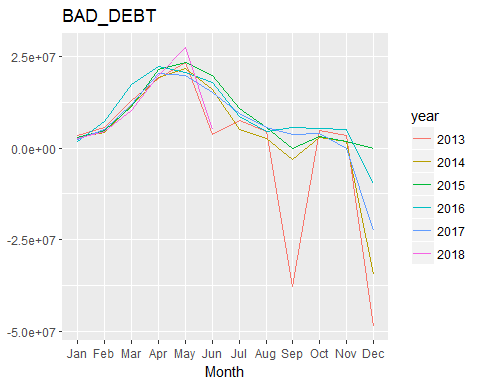 BAD_DEBT
2.5e+07
0.0e+00
-2.5e+07
-5.0e+07
Jan Feb Mar Apr May Jun Jul Aug Sep Oct Nov Dec
Month
year
2013
2014
2015
2016
2017
2018